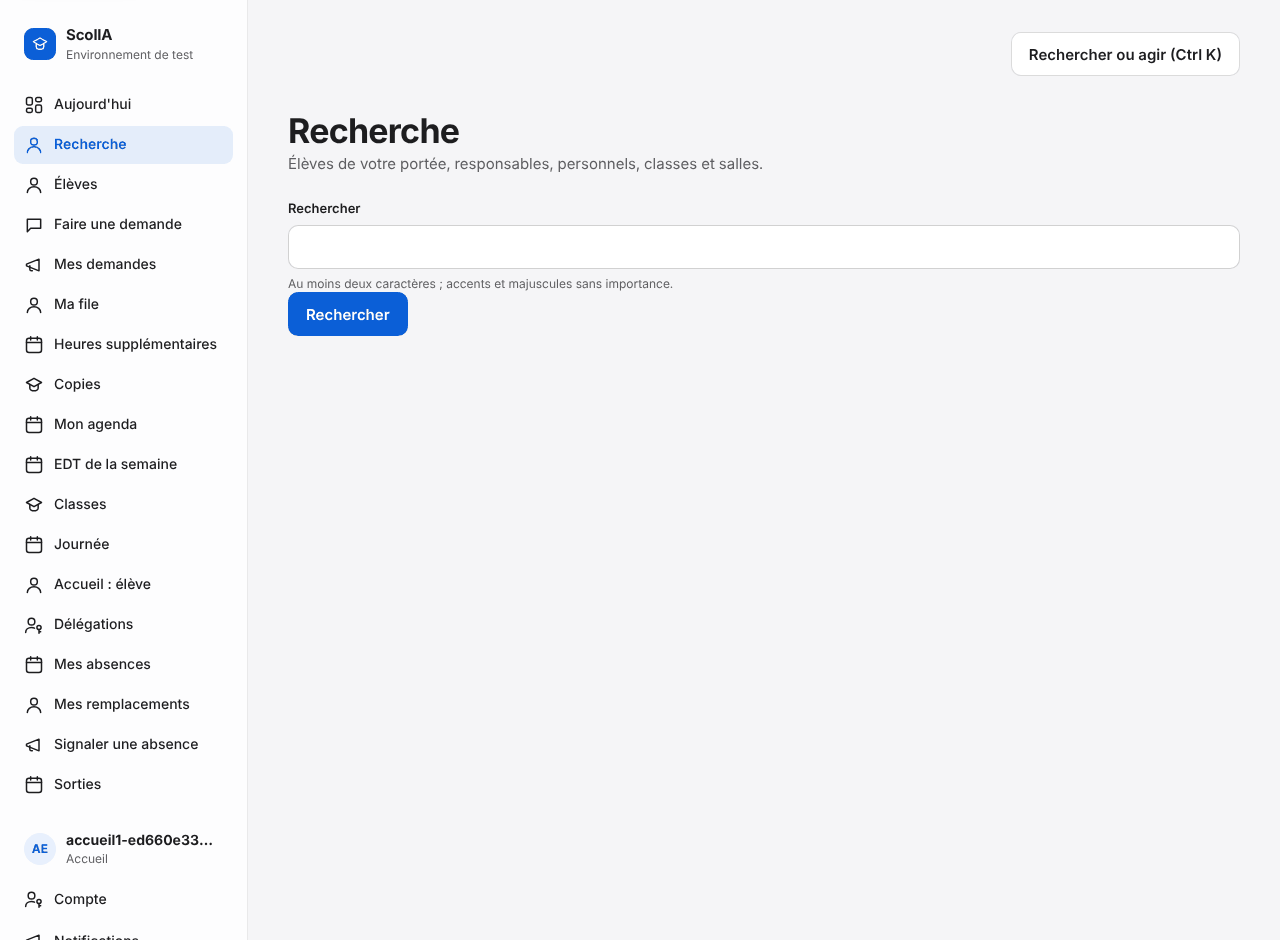 ScolIA
Environnement de test
Aujourd'hui
Recherche
Élèves
Faire une demande
Mes demandes
Ma file
Heures supplémentaires
Copies
Mon agenda
EDT de la semaine
Classes
Journée
Accueil : élève
Délégations
Mes absences
Mes remplacements
Signaler une absence
Sorties
AE
accueil1-ed660e33...
Accueil
Compte
Notifications
Rechercher ou agir (Ctrl K)
Recherche
Élèves de votre portée, responsables, personnels, classes et salles.
Rechercher
Au moins deux caractères ; accents et majuscules sans importance.
Rechercher